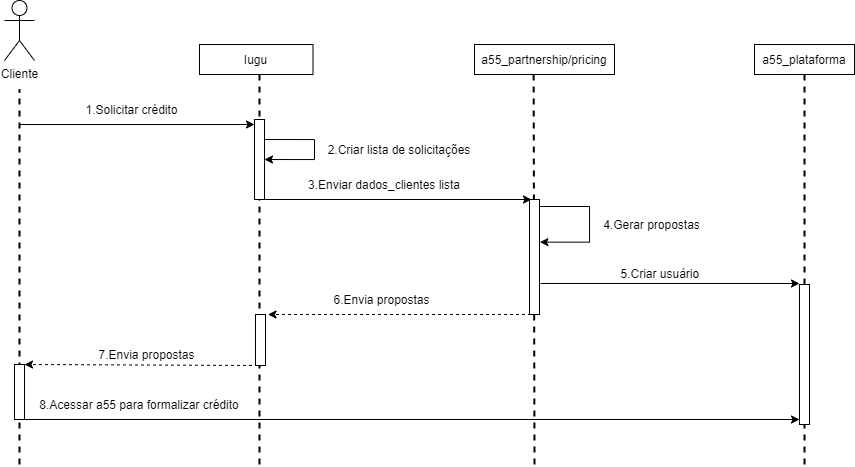 Cliente
Iugu
a55_partnership/pricing
a55_plataforma
1.Solicitar crédito
2.Criar lista de solicitações
3.Enviar dados_clientes lista
4.Gerar propostas
5.Criar usuário
6.Envia propostas
7.Envia propostas
8.Acessar a55 para formalizar crédito